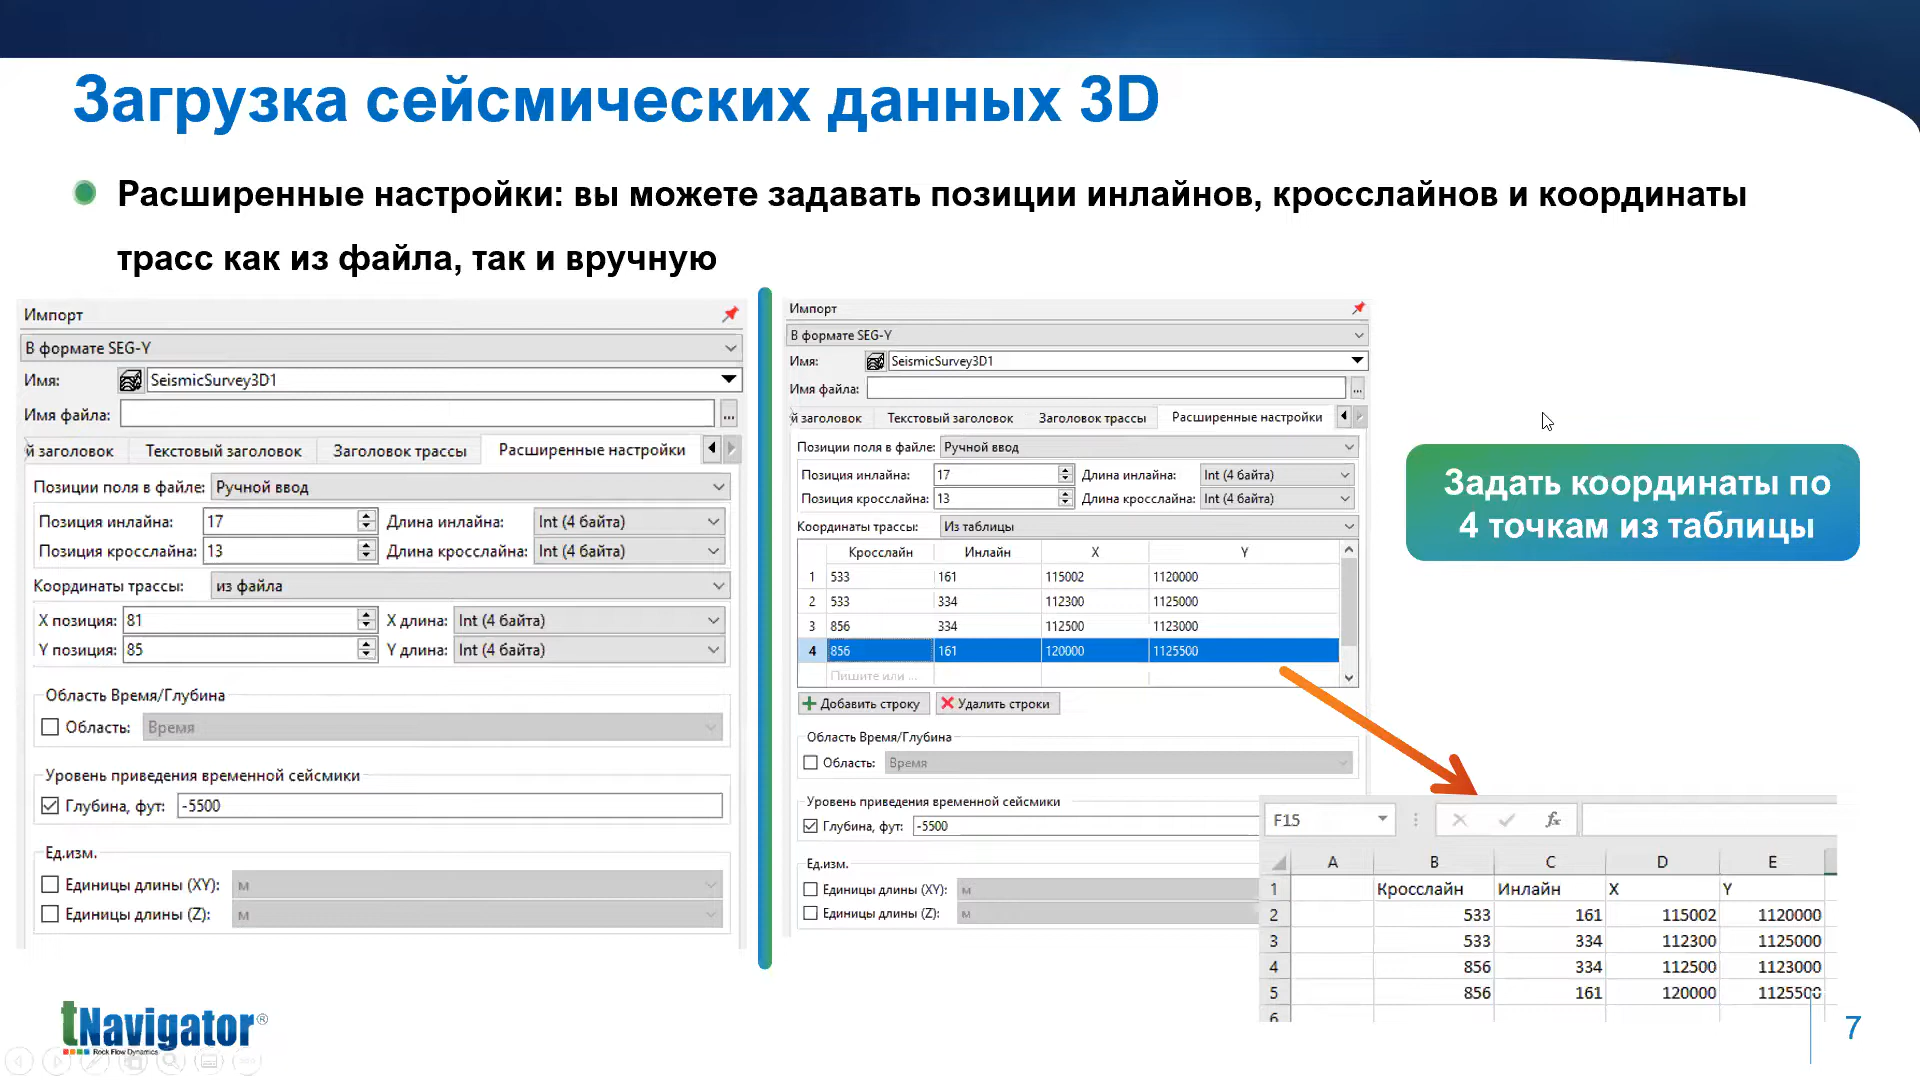 Загрузка сейсмических данных 3D
Расширенные настройки: вы можете задавать позиции инлайнов, кросслайнов и координаты
трасс как из файла, так и вручную
Импорт
В формате SEG-Y
Имя: SeismicSurvey3D1
Имя файла: ...
й заголовок Текстовый заголовок Заголовок трассы Расширенные настройки
Позиции поля в файле: Ручной ввод
Позиция инлайна: 17 Длина инлайна: Int (4 байта)
Позиция кросслайна: 13 Длина кросслайна: Int (4 байта)
Координаты трассы: из файла
X позиция: 81 X длина: Int (4 байта)
Y позиция: 85 Y длина: Int (4 байта)
Область Время/Глубина
Область: Время
Уровень приведения временной сейсмики
Глубина, фут: -5500
Ед.изм.
Единицы длины (XY): м
Единицы длины (Z): м
Импорт
В формате SEG-Y
Имя: SeismicSurvey3D1
Имя файла: ...
й заголовок Текстовый заголовок Заголовок трассы Расширенные настройки
Позиции поля в файле: Ручной ввод
Позиция инлайна: 17 Длина инлайна: Int (4 байта)
Позиция кросслайна: 13 Длина кросслайна: Int (4 байта)
Координаты трассы: Из таблицы
Кросслайн Инлайн X Y
1 533 161 115002 1120000
2 533 334 112300 1125000
3 856 334 112500 1123000
4 856 161 120000 1125500
Пишите или ...
Добавить строку Удалить строки
Область Время/Глубина
Область: Время
Уровень приведения временной сейсмики
Глубина, фут: -5500
Ед.изм.
Единицы длины (XY): м
Единицы длины (Z): м
Задать координаты по
4 точкам из таблицы
F15 fx
A B C D E
1 Кросслайн Инлайн X Y
2 533 161 115002 1120000
3 533 334 112300 1125000
4 856 334 112500 1123000
5 856 161 120000 1125500
6
tNavigator®
Rock Flow Dynamics
7